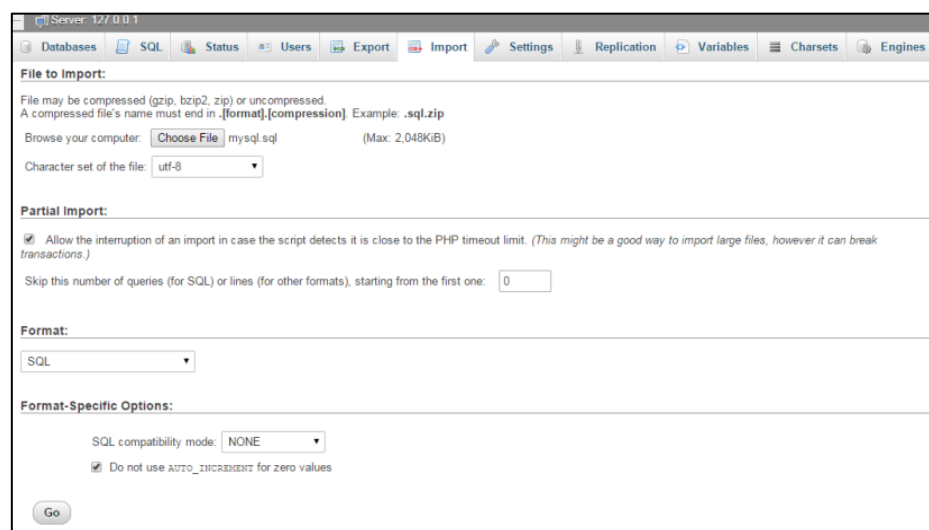 Server: 127.0.0.1
Databases SQL Status Users Export Import Settings Replication Variables Charsets Engines
File to Import:
File may be compressed (gzip, bzip2, zip) or uncompressed.
A compressed file's name must end in .[format].[compression]. Example: .sql.zip
Browse your computer: Choose File mysql.sql (Max: 2,048KiB)
Character set of the file: utf-8
Partial Import:
Allow the interruption of an import in case the script detects it is close to the PHP timeout limit. (This might be a good way to import large files, however it can break
transactions.)
Skip this number of queries (for SQL) or lines (for other formats), starting from the first one: 0
Format:
SQL
Format-Specific Options:
SQL compatibility mode: NONE
Do not use AUTO_INCREMENT for zero values
Go